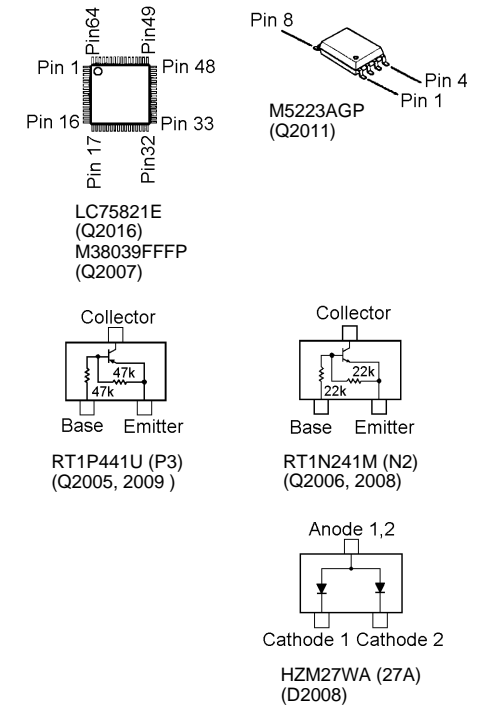 Pin64
Pin49
Pin 1
Pin 48
Pin 16
Pin 33
Pin 17
Pin32
LC75821E
(Q2016)
M38039FFFP
(Q2007)
Pin 8
Pin 4
Pin 1
M5223AGP
(Q2011)
Collector
47k
47k
Base Emitter
RT1P441U (P3)
(Q2005, 2009 )
Collector
22k
22k
Base Emitter
RT1N241M (N2)
(Q2006, 2008)
Anode 1,2
Cathode 1 Cathode 2
HZM27WA (27A)
(D2008)